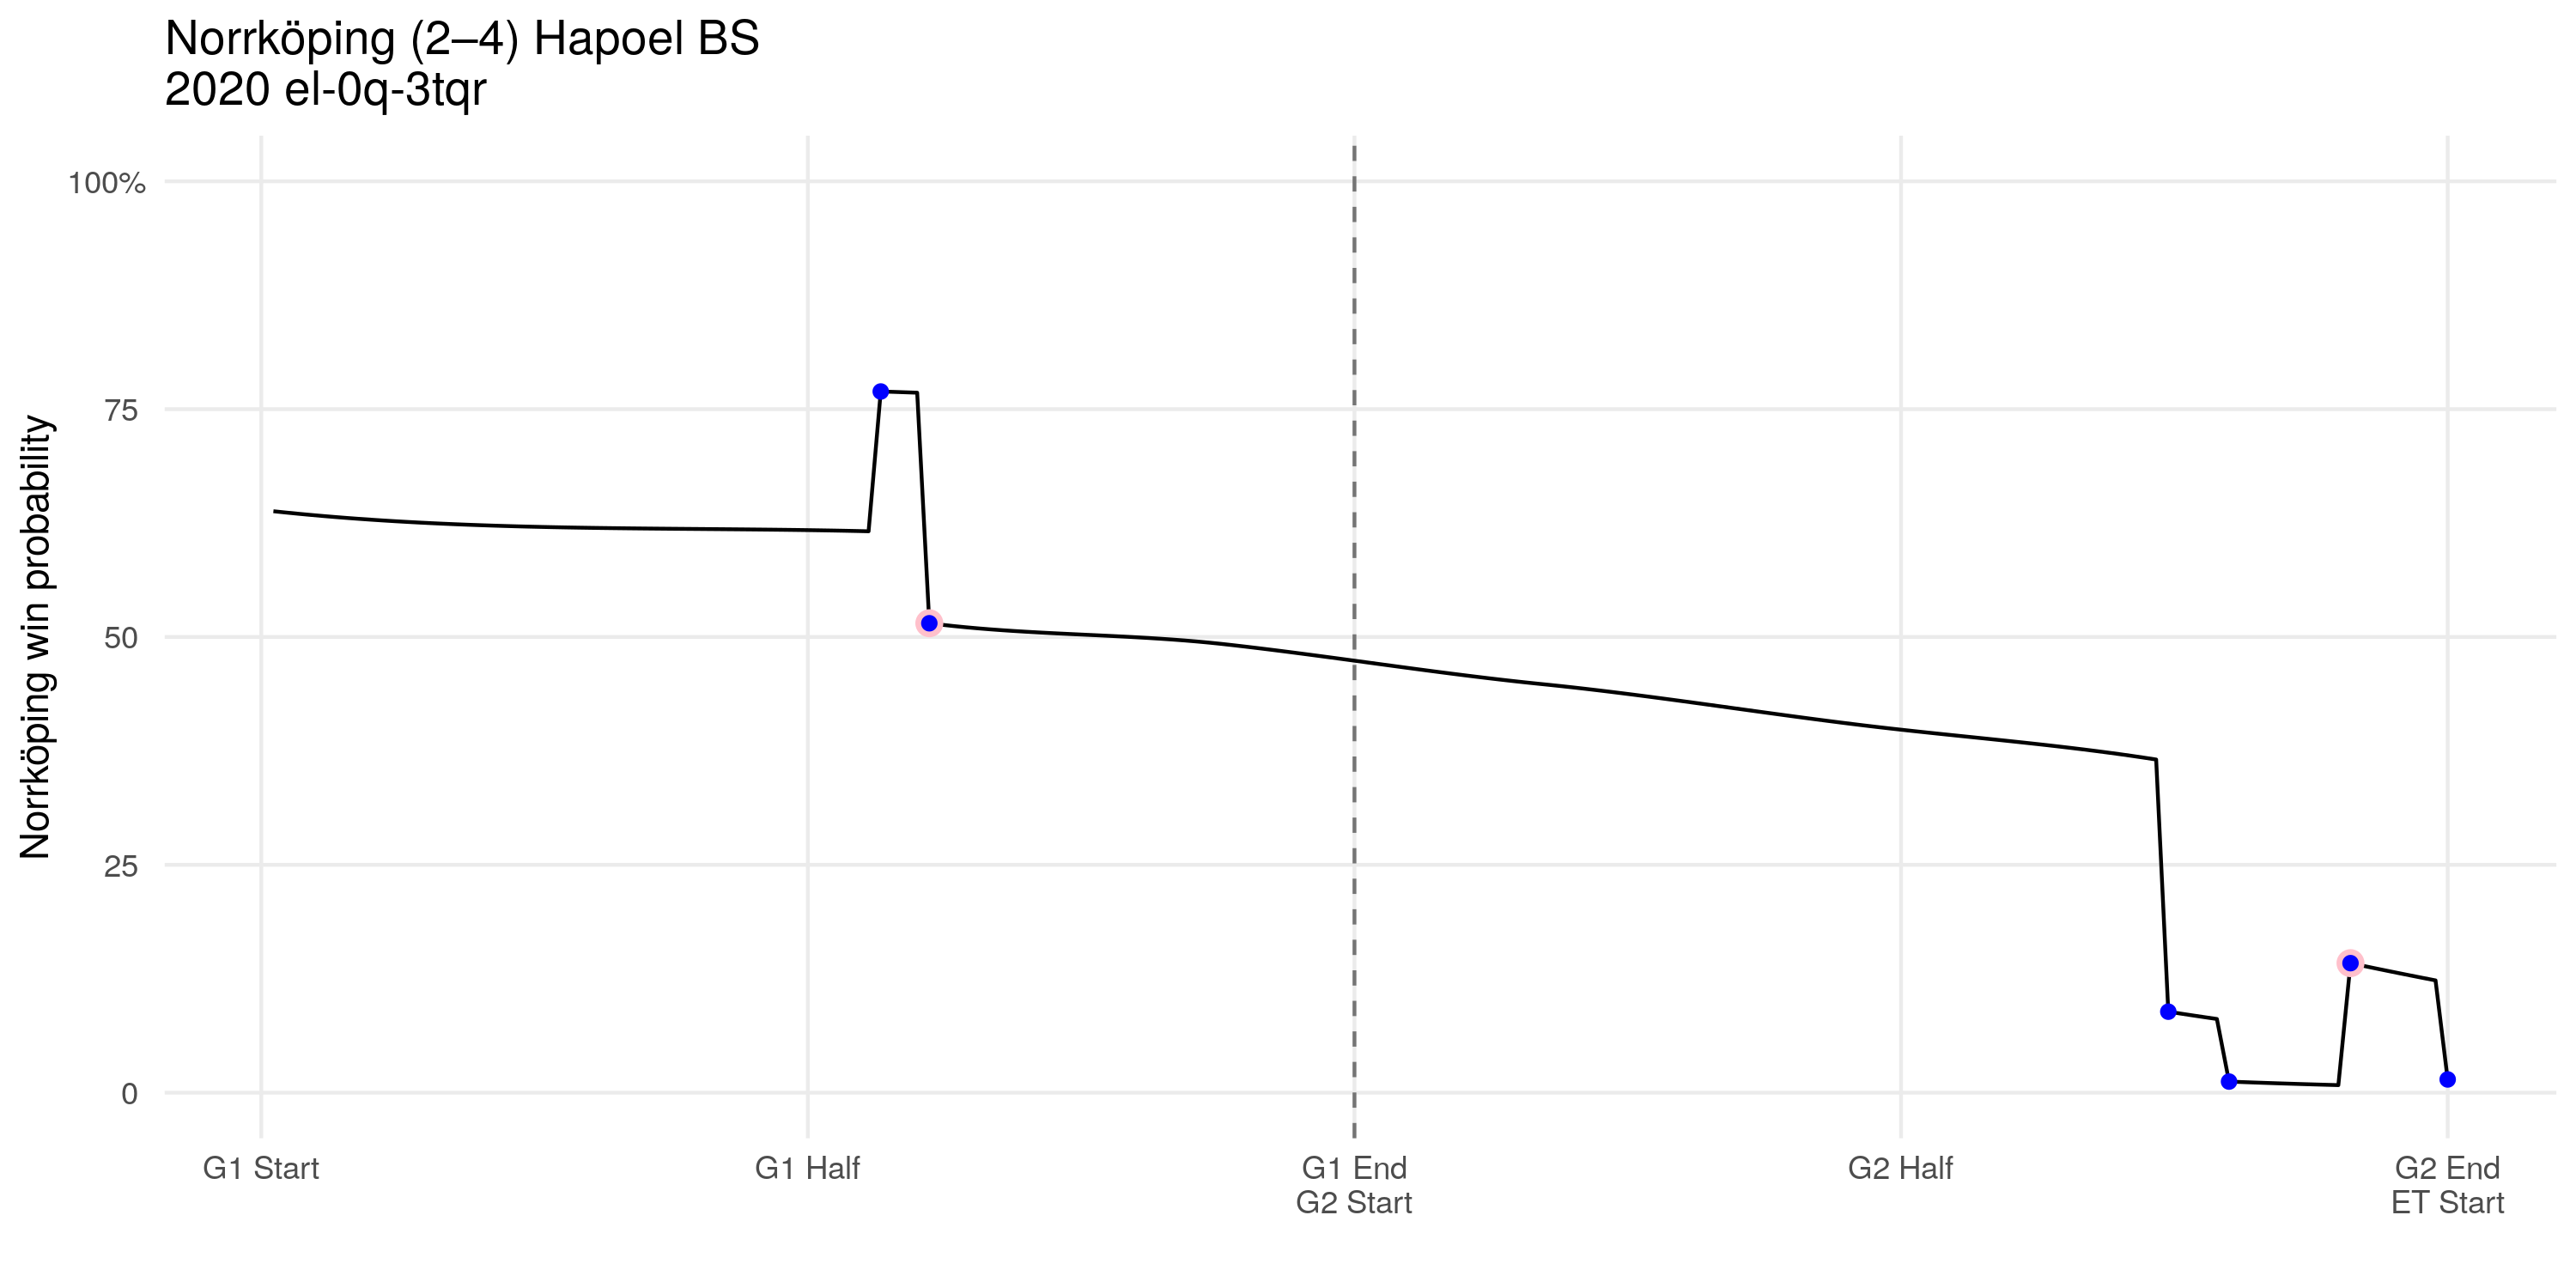 Norrköping (2–4) Hapoel BS
2020 el-0q-3tqr
Norrköping win probability
100%
75
50
25
0
G1 Start
G1 Half
G1 End
G2 Start
G2 Half
G2 End
ET Start